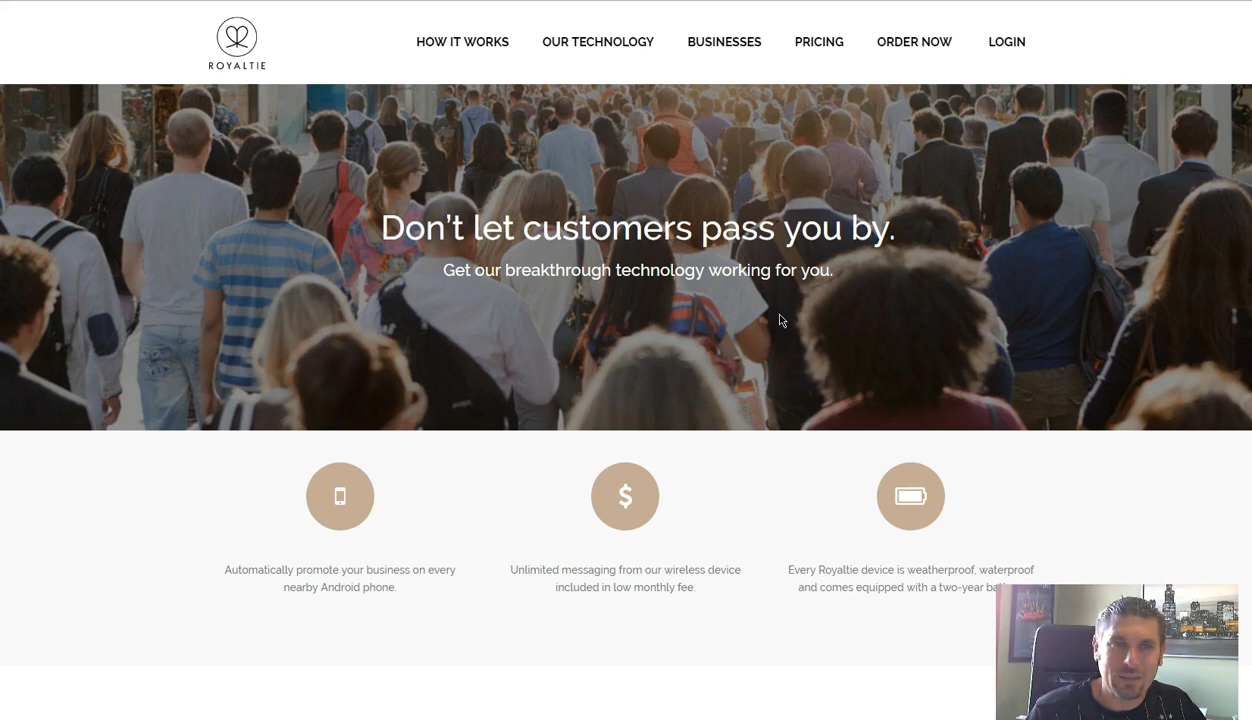 ROYALTIE
HOW IT WORKS
OUR TECHNOLOGY
BUSINESSES
PRICING
ORDER NOW
LOGIN
Don't let customers pass you by.
Get our breakthrough technology working for you.
$
Automatically promote your business on every
nearby Android phone.
Unlimited messaging from our wireless device
included in low monthly fee.
Every Royaltie device is weatherproof, waterproof
and comes equipped with a two-year